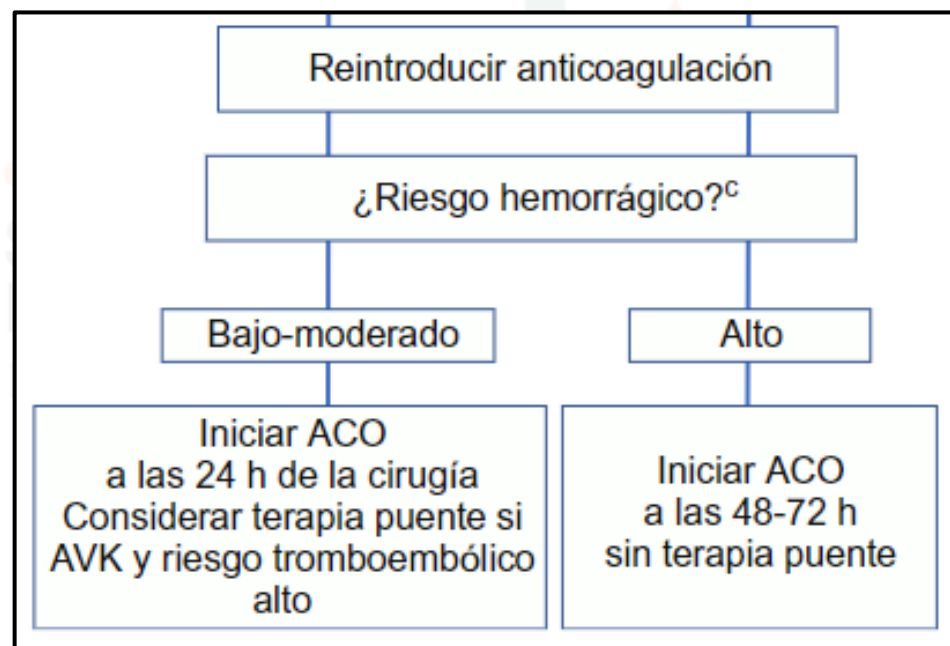 Reintroducir anticoagulación
¿Riesgo hemorrágico?ᶜ
Bajo-moderado
Alto
Iniciar ACO
a las 24 h de la cirugía
Considerar terapia puente si
AVK y riesgo tromboembólico
alto
Iniciar ACO
a las 48-72 h
sin terapia puente